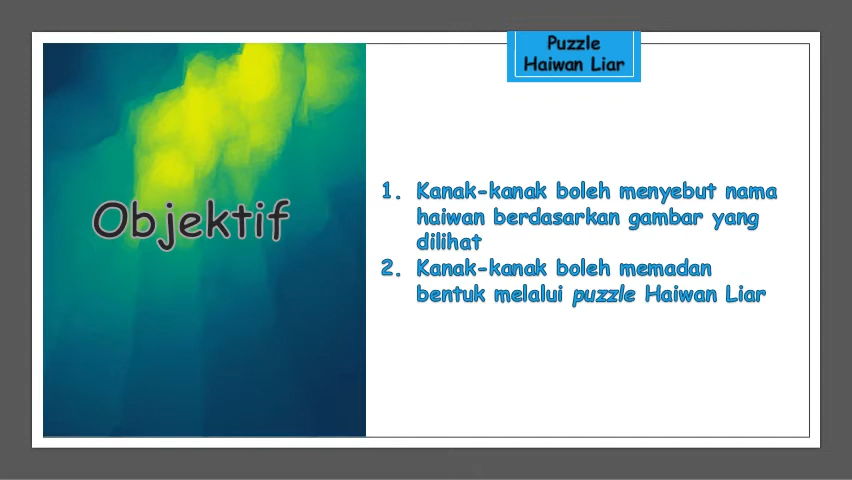 Puzzle
Haiwan Liar
Objektif
1. Kanak-kanak boleh menyebut nama
haiwan berdasarkan gambar yang
dilihat
2. Kanak-kanak boleh memadan
bentuk melalui puzzle Haiwan Liar